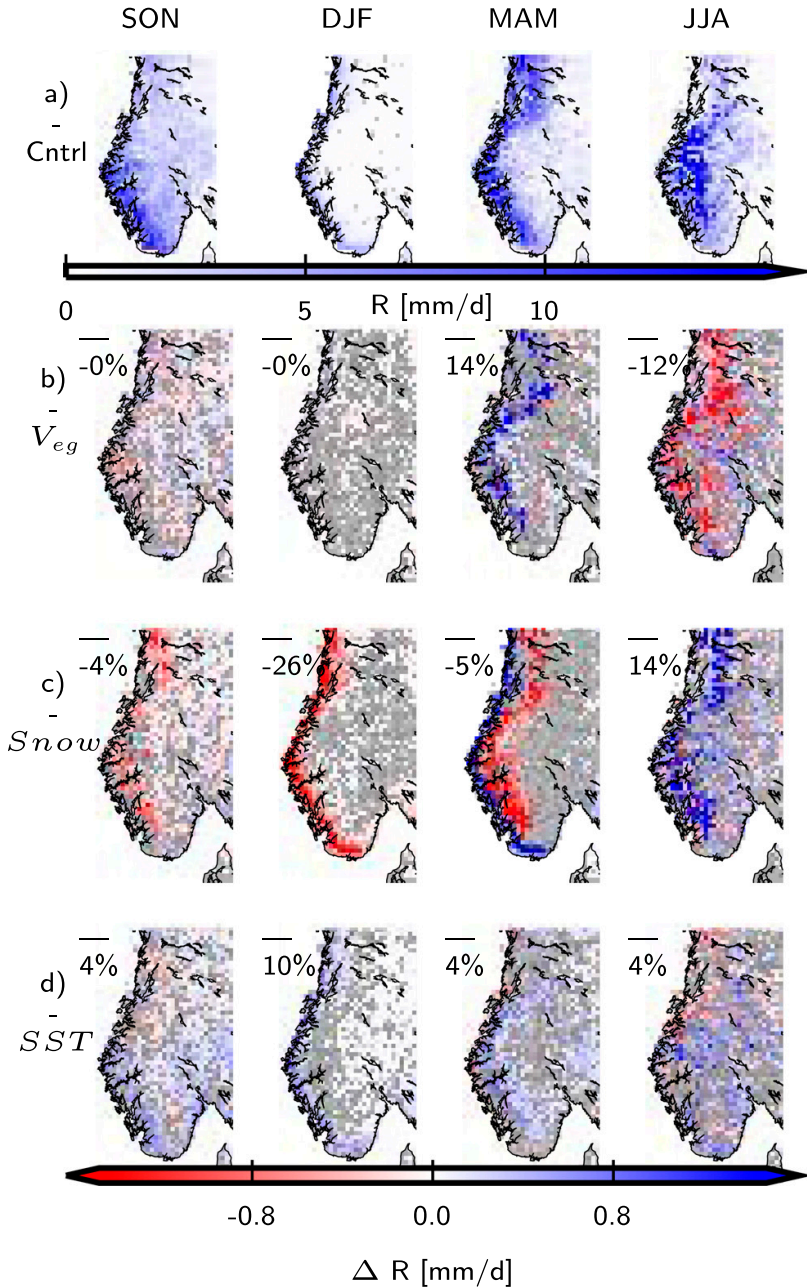 SON DJF MAM JJA
a)
-
Cntrl
R [mm/d]
0 5 10
-0% -0% 14% -12%
b)
-
Veg
-4% -26% -5% 14%
c)
-
Snow
4% 10% 4% 4%
d)
-
SST
-0.8 0.0 0.8
Δ R [mm/d]